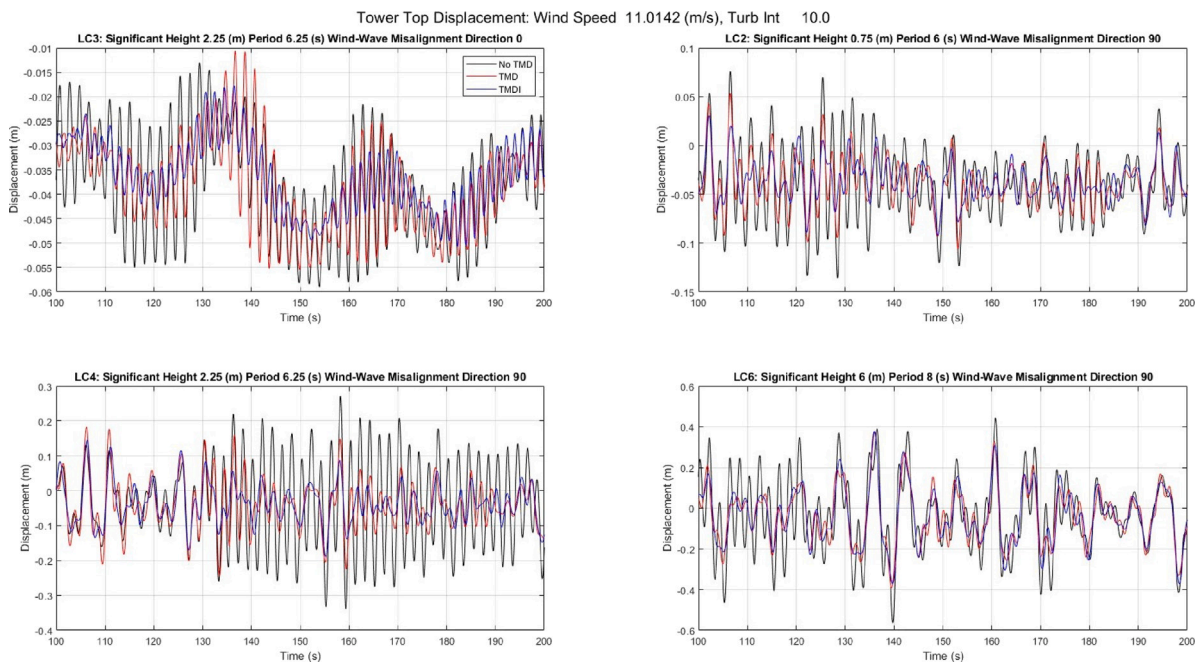 Tower Top Displacement: Wind Speed 11.0142 (m/s), Turb Int 10.0
LC3: Significant Height 2.25 (m) Period 6.25 (s) Wind-Wave Misalignment Direction 0
-0.01
-0.015
-0.02
-0.025
-0.03
-0.035
-0.04
-0.045
-0.05
-0.055
-0.06
Displacement (m)
No TMD
TMD
TMDI
100 110 120 130 140 150 160 170 180 190 200
Time (s)
LC2: Significant Height 0.75 (m) Period 6 (s) Wind-Wave Misalignment Direction 90
0.1
0.05
0
-0.05
-0.1
-0.15
Displacement (m)
100 110 120 130 140 150 160 170 180 190 200
Time (s)
LC4: Significant Height 2.25 (m) Period 6.25 (s) Wind-Wave Misalignment Direction 90
0.3
0.2
0.1
0
-0.1
-0.2
-0.3
-0.4
Displacement (m)
100 110 120 130 140 150 160 170 180 190 200
Time (s)
LC6: Significant Height 6 (m) Period 8 (s) Wind-Wave Misalignment Direction 90
0.6
0.4
0.2
0
-0.2
-0.4
-0.6
Displacement (m)
100 110 120 130 140 150 160 170 180 190 200
Time (s)